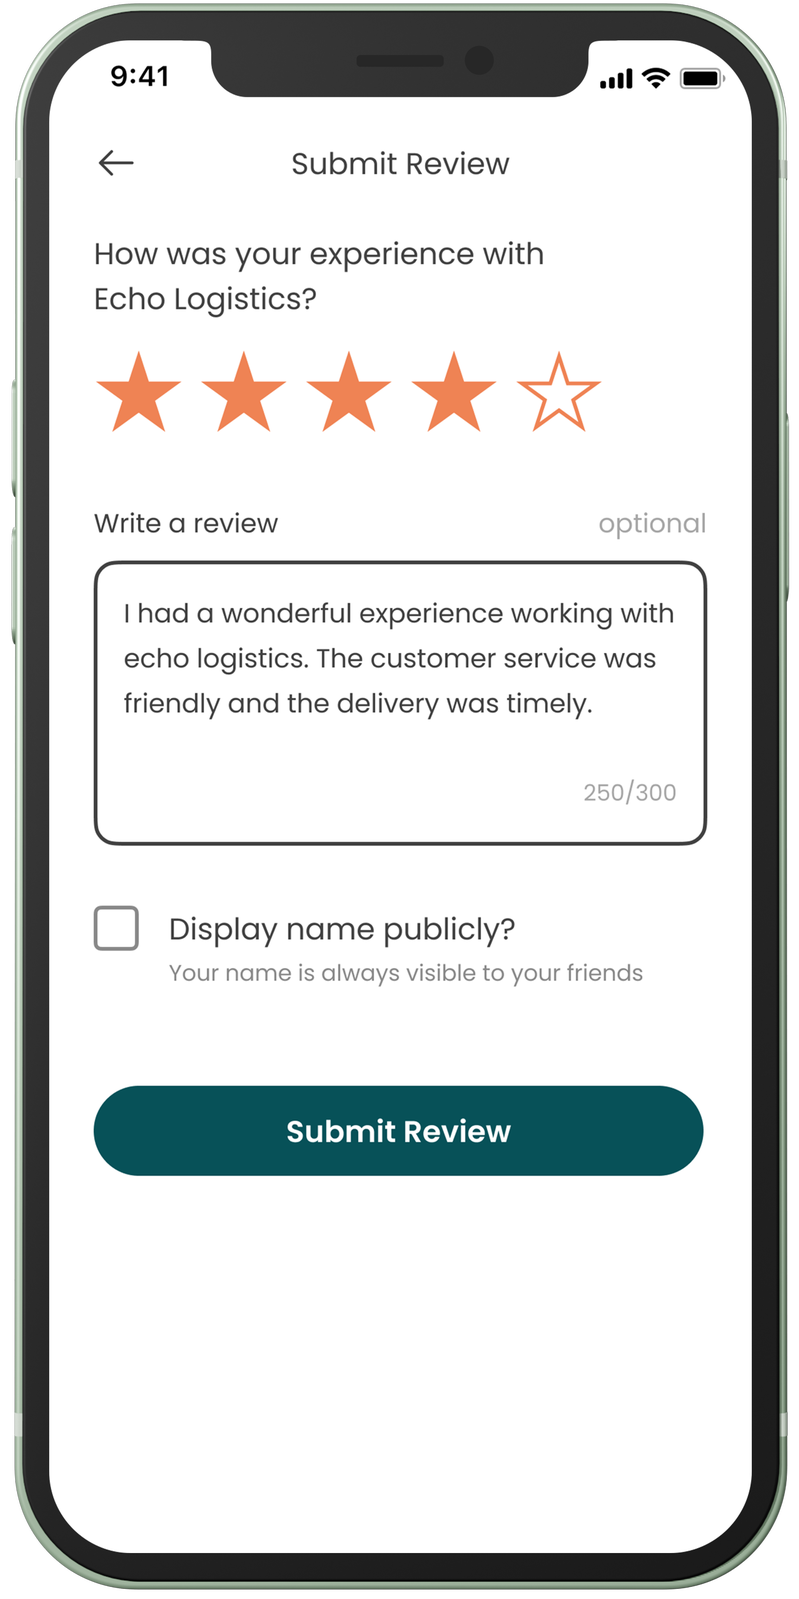 9:41
Submit Review
How was your experience with
Echo Logistics?
Write a review optional
I had a wonderful experience working with
echo logistics. The customer service was
friendly and the delivery was timely.
250/300
Display name publicly?
Your name is always visible to your friends
Submit Review